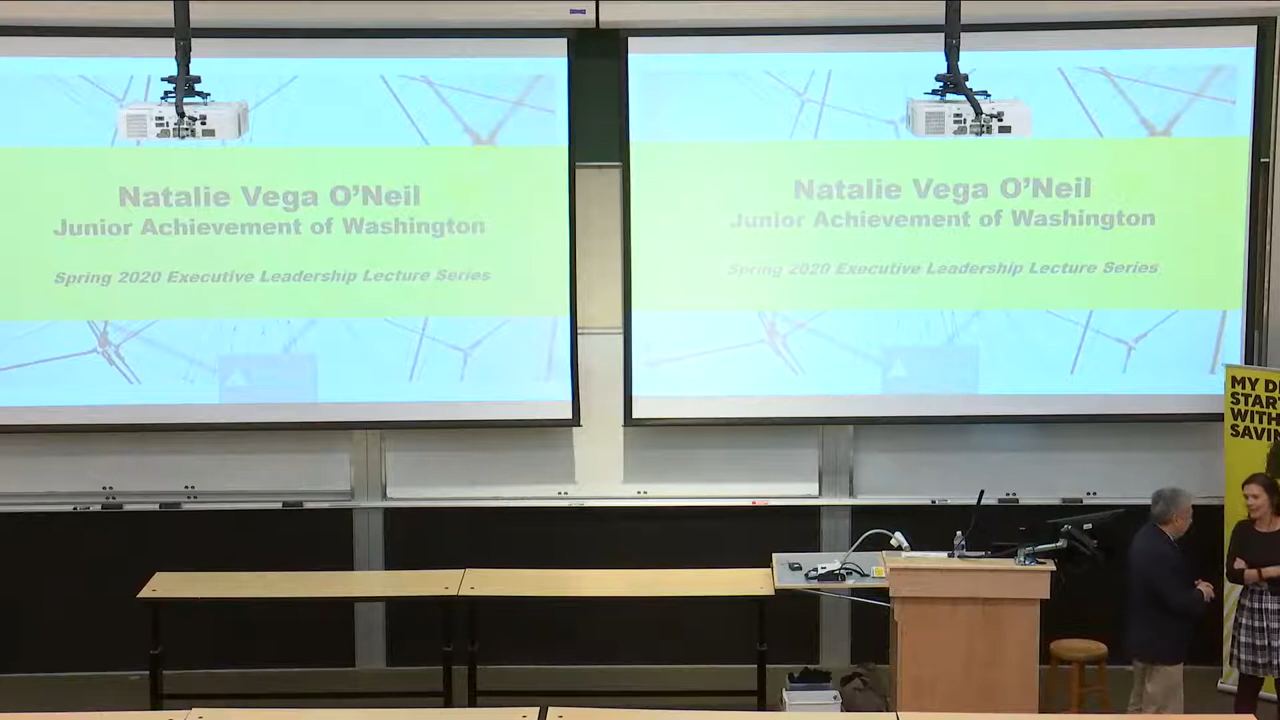 Natalie Vega O'Neil
Junior Achievement of Washington
Spring 2020 Executive Leadership Lecture Series
Natalie Vega O'Neil
Junior Achievement of Washington
Spring 2020 Executive Leadership Lecture Series
MY D
STAR
WITH
SAVIN